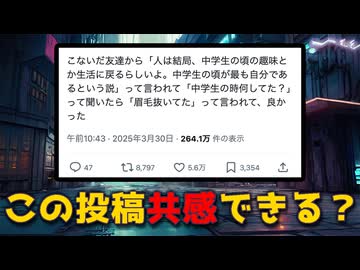 こないだ友達から「人は結局、中学生の頃の趣味
とか生活に戻るらしいよ。中学生の頃が最も自分であ
るという説」って言われて「中学生の時何してた？」
って聞いたら「眉毛抜いてた」って言われて、良か
った
午前10:43・2025年3月30日・264.1万 件の表示
47 8,797 5.6万 3,354
この投稿共感できる？